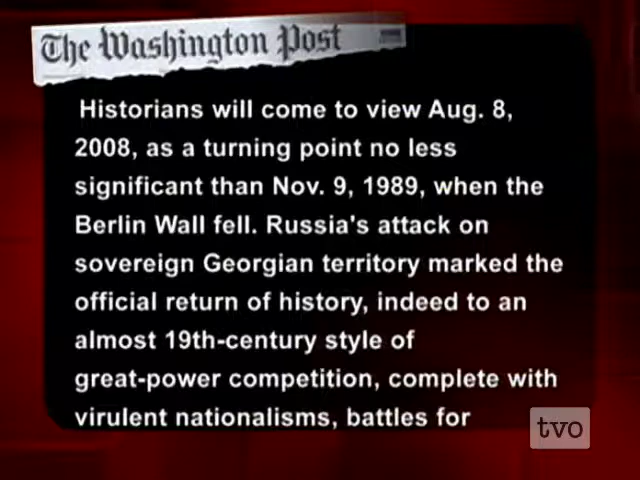 The Washington Post
Historians will come to view Aug. 8,
2008, as a turning point no less
significant than Nov. 9, 1989, when the
Berlin Wall fell. Russia's attack on
sovereign Georgian territory marked the
official return of history, indeed to an
almost 19th-century style of
great-power competition, complete with
virulent nationalisms, battles for
tvo